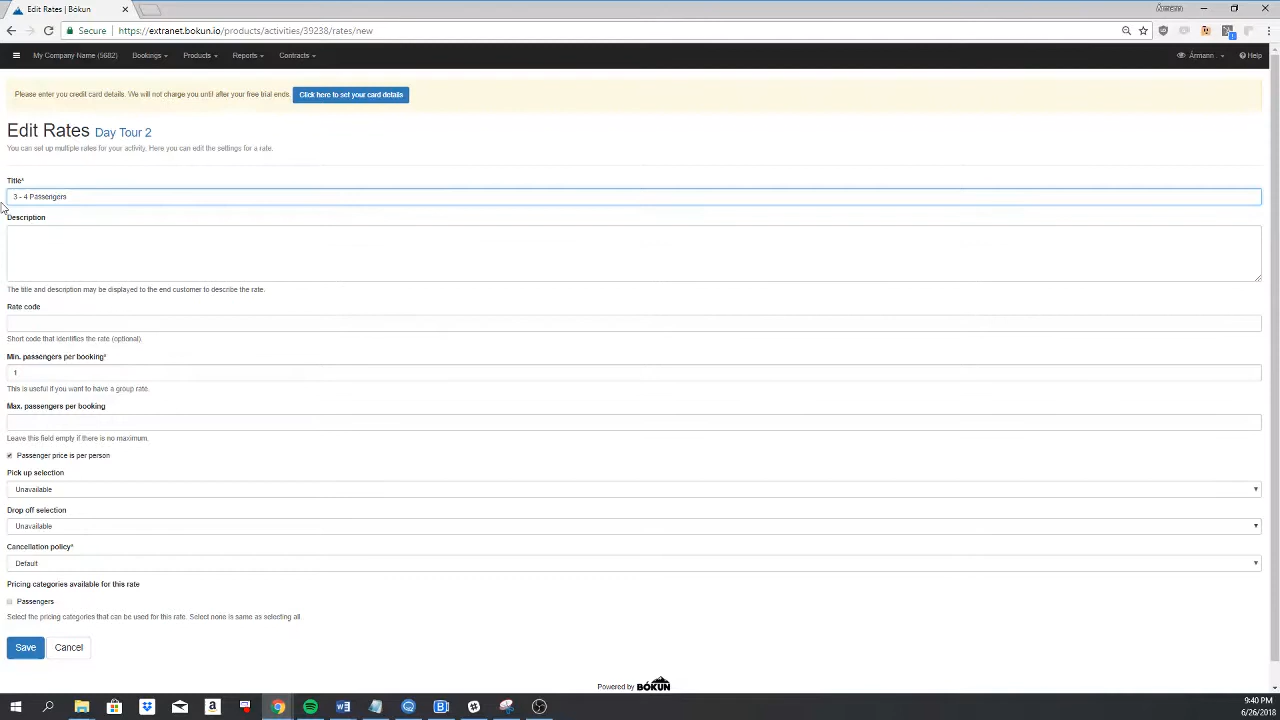 Edit Rates | Bókun
Ármann
Secure
https://extranet.bokun.io/products/activities/39238/rates/new
My Company Name (5682)
Bookings
Products
Reports
Contracts
Ármann .
Help
Please enter you credit card details. We will not charge you until after your free trial ends.
Click here to set your card details
Edit Rates Day Tour 2
You can set up multiple rates for your activity. Here you can edit the settings for a rate.
Title*
3 - 4 Passengers
Description
The title and description may be displayed to the end customer to describe the rate.
Rate code
Short code that identifies the rate (optional).
Min. passengers per booking*
1
This is useful if you want to have a group rate.
Max. passengers per booking
Leave this field empty if there is no maximum.
Passenger price is per person
Pick up selection
Unavailable
Drop off selection
Unavailable
Cancellation policy*
Default
Pricing categories available for this rate
Passengers
Select the pricing categories that can be used for this rate. Select none is same as selecting all
Save
Cancel
Powered by BÓKUN
9:40 PM
6/26/2018